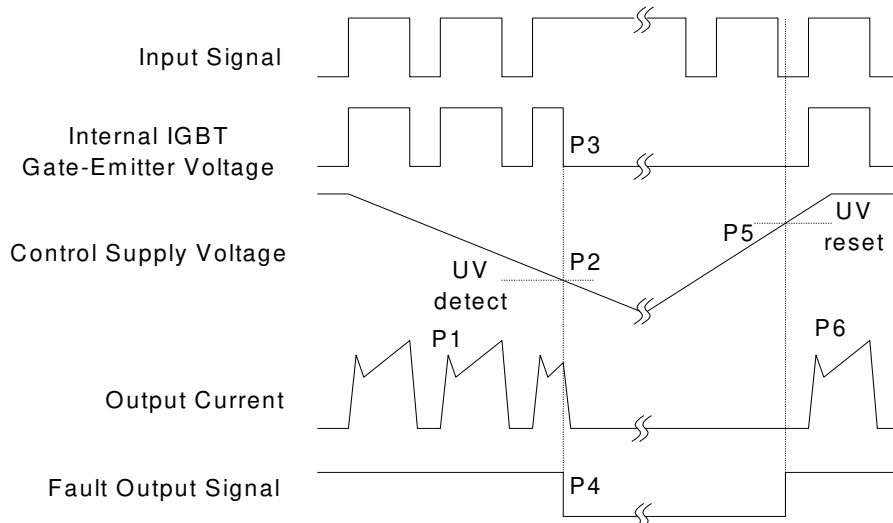 Input Signal
Internal IGBT
Gate-Emitter Voltage
P3
Control Supply Voltage
UV
detect
P2
P5
UV
reset
P1
P6
Output Current
Fault Output Signal
P4